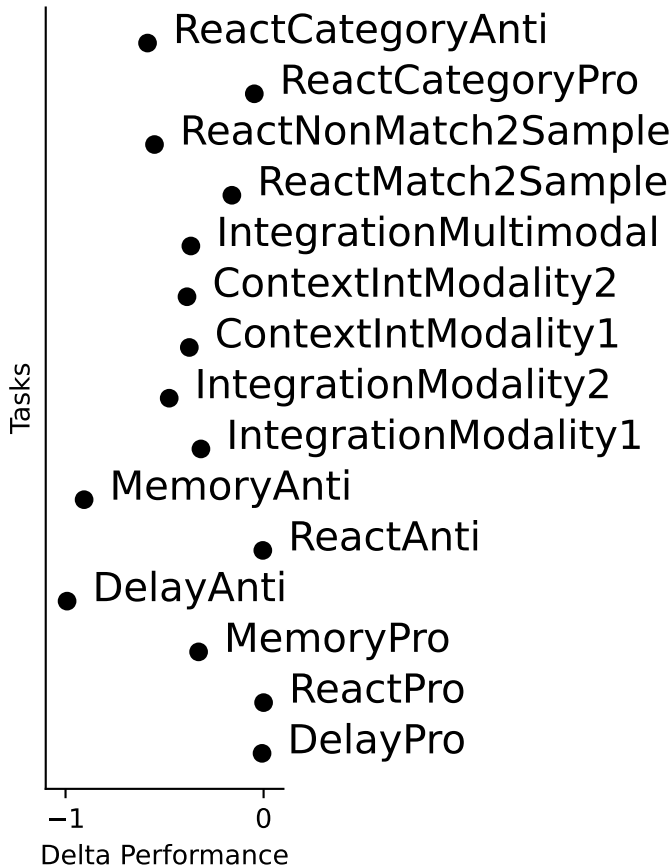 ReactCategoryAnti
ReactCategoryPro
ReactNonMatch2Sample
ReactMatch2Sample
IntegrationMultimodal
ContextIntModality2
ContextIntModality1
IntegrationModality2
IntegrationModality1
MemoryAnti
ReactAnti
DelayAnti
MemoryPro
ReactPro
DelayPro
Tasks
−1 0
Delta Performance